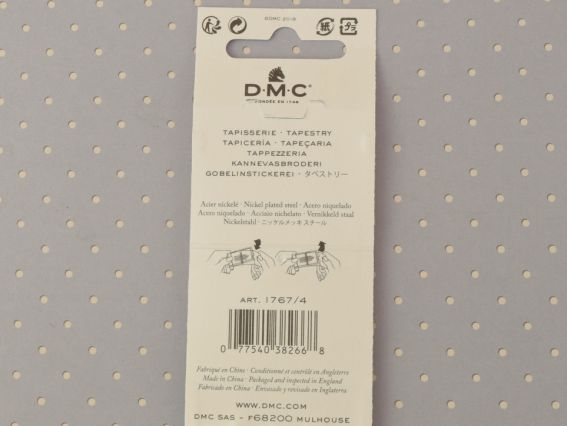 ©DMC 2018
紙 プラ
D·M·C®
FONDÉE EN 1746
TAPISSERIE · TAPESTRY
TAPICERÍA · TAPEÇARIA
TAPPEZZERIA
KANNEVASBRODERI
GOBELINSTICKEREI · タペストリー
Acier nickelé · Nickel plated steel · Acero niquelado
Acero niquelado · Acciaio nichelato · Vernikkeld staal
Nickelstahl · ニッケルメッキ スチール
ART. 1767/4
0 77540 38266 8
Fabriqué en Chine · Conditionné et contrôlé en Angleterre
Made in China · Packaged and inspected in England
Fabricado en China · Envasado y revisado en Inglaterra
WWW.DMC.COM
DMC SAS – F68200 MULHOUSE